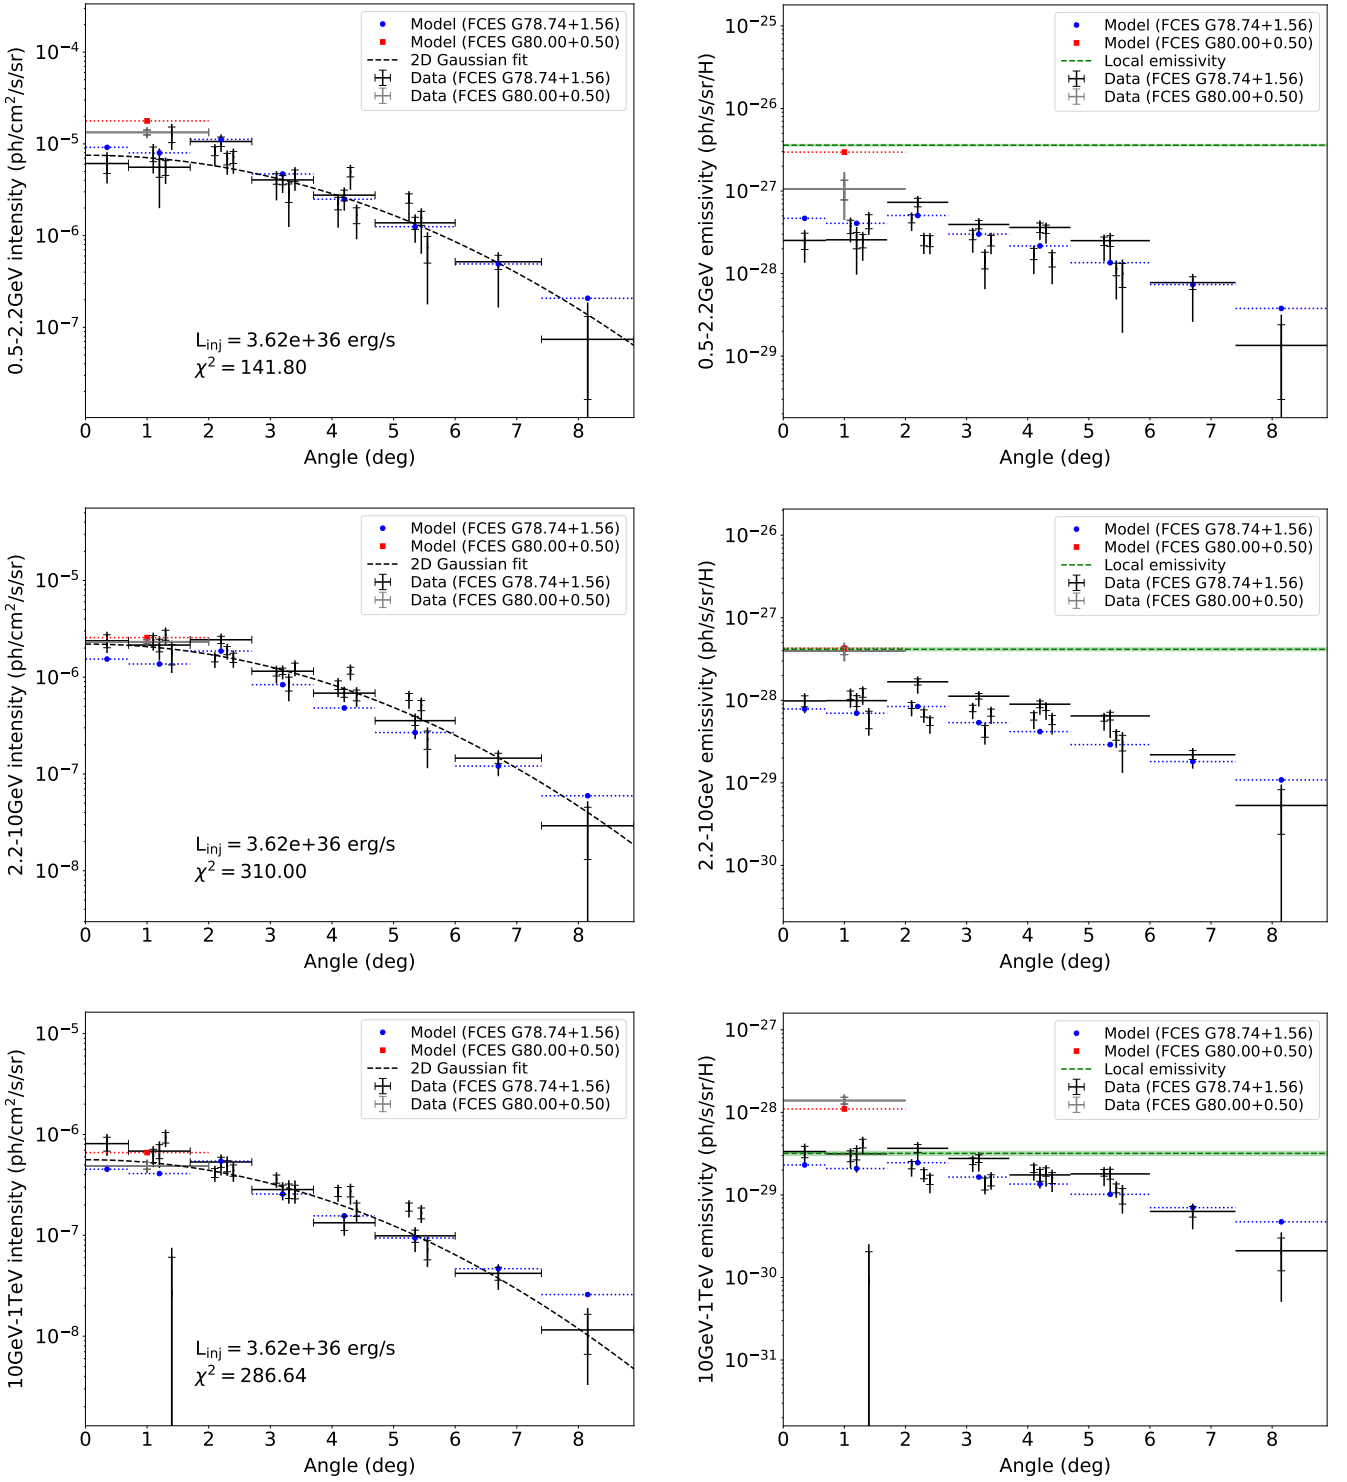 0.5-2.2GeV intensity (ph/cm²/s/sr)
10⁻⁴
10⁻⁵
10⁻⁶
10⁻⁷
Model (FCES G78.74+1.56)
Model (FCES G80.00+0.50)
2D Gaussian fit
Data (FCES G78.74+1.56)
Data (FCES G80.00+0.50)
L_inj = 3.62e+36 erg/s
χ² = 141.80
0 1 2 3 4 5 6 7 8
Angle (deg)
0.5-2.2GeV emissivity (ph/s/sr/H)
10⁻²⁵
10⁻²⁶
10⁻²⁷
10⁻²⁸
10⁻²⁹
Model (FCES G78.74+1.56)
Model (FCES G80.00+0.50)
Local emissivity
Data (FCES G78.74+1.56)
Data (FCES G80.00+0.50)
0 1 2 3 4 5 6 7 8
Angle (deg)
2.2-10GeV intensity (ph/cm²/s/sr)
10⁻⁵
10⁻⁶
10⁻⁷
10⁻⁸
Model (FCES G78.74+1.56)
Model (FCES G80.00+0.50)
2D Gaussian fit
Data (FCES G78.74+1.56)
Data (FCES G80.00+0.50)
L_inj = 3.62e+36 erg/s
χ² = 310.00
0 1 2 3 4 5 6 7 8
Angle (deg)
2.2-10GeV emissivity (ph/s/sr/H)
10⁻²⁶
10⁻²⁷
10⁻²⁸
10⁻²⁹
10⁻³⁰
Model (FCES G78.74+1.56)
Model (FCES G80.00+0.50)
Local emissivity
Data (FCES G78.74+1.56)
Data (FCES G80.00+0.50)
0 1 2 3 4 5 6 7 8
Angle (deg)
10GeV-1TeV intensity (ph/cm²/s/sr)
10⁻⁵
10⁻⁶
10⁻⁷
10⁻⁸
Model (FCES G78.74+1.56)
Model (FCES G80.00+0.50)
2D Gaussian fit
Data (FCES G78.74+1.56)
Data (FCES G80.00+0.50)
L_inj = 3.62e+36 erg/s
χ² = 286.64
0 1 2 3 4 5 6 7 8
Angle (deg)
10GeV-1TeV emissivity (ph/s/sr/H)
10⁻²⁷
10⁻²⁸
10⁻²⁹
10⁻³⁰
10⁻³¹
Model (FCES G78.74+1.56)
Model (FCES G80.00+0.50)
Local emissivity
Data (FCES G78.74+1.56)
Data (FCES G80.00+0.50)
0 1 2 3 4 5 6 7 8
Angle (deg)